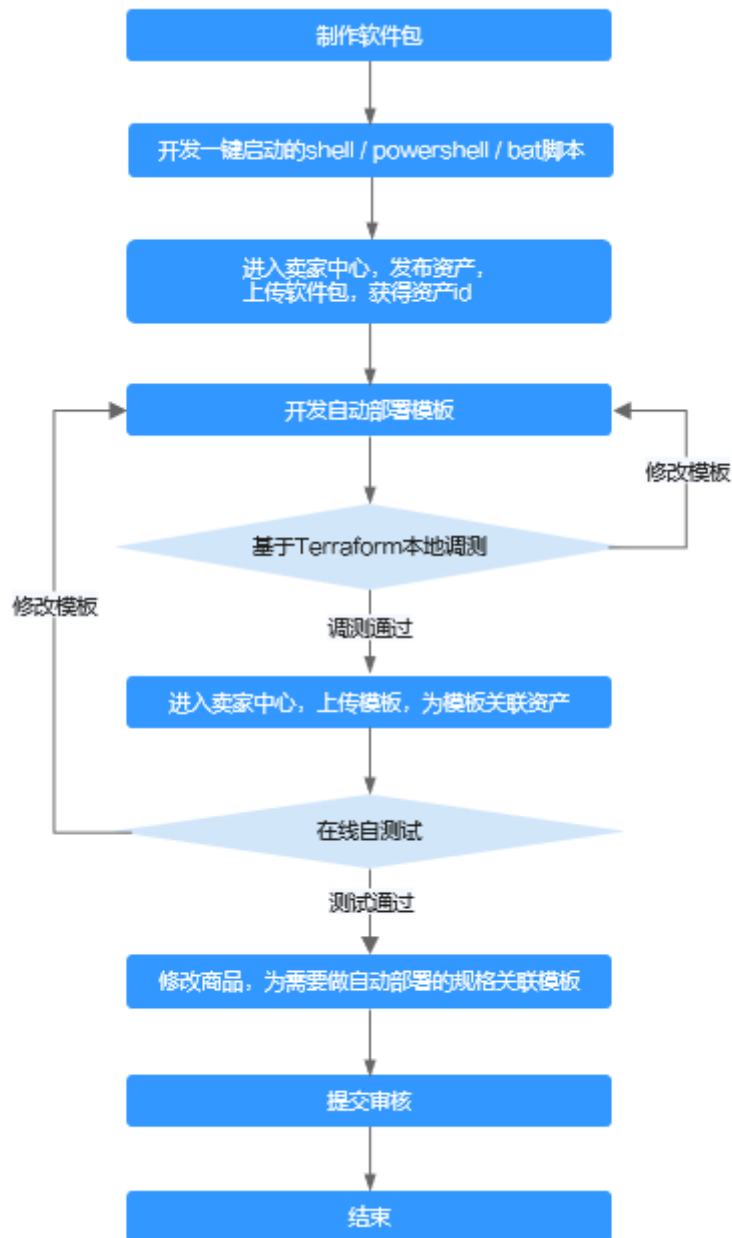 制作软件包
开发一键启动的shell / powershell / bat脚本
进入卖家中心，发布资产，
上传软件包，获得资产id
开发自动部署模板
修改模板
基于Terraform本地调测
修改模板
调测通过
进入卖家中心，上传模板，为模板关联资产
在线自测试
测试通过
修改商品，为需要做自动部署的规格关联模板
提交审核
结束